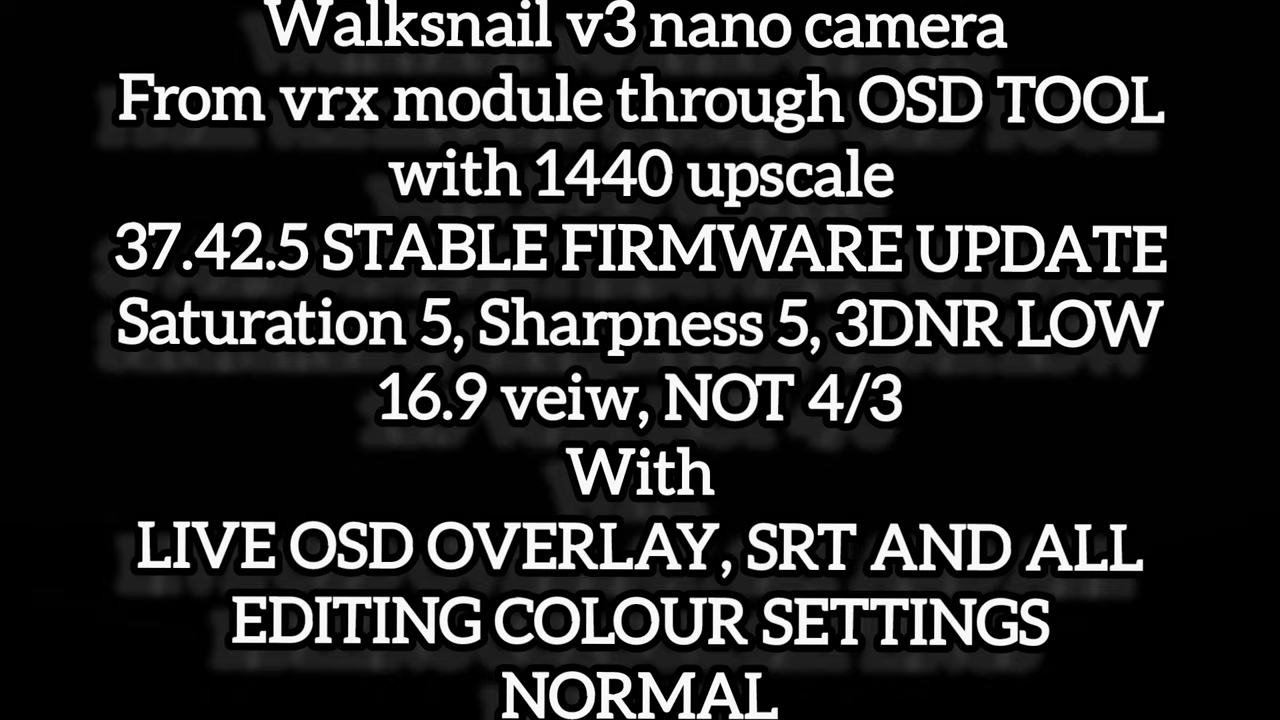 Walksnail v3 nano camera
From vrx module through OSD TOOL
with 1440 upscale
37.42.5 STABLE FIRMWARE UPDATE
Saturation 5, Sharpness 5, 3DNR LOW
16.9 veiw, NOT 4/3
With
LIVE OSD OVERLAY, SRT AND ALL
EDITING COLOUR SETTINGS
NORMAL